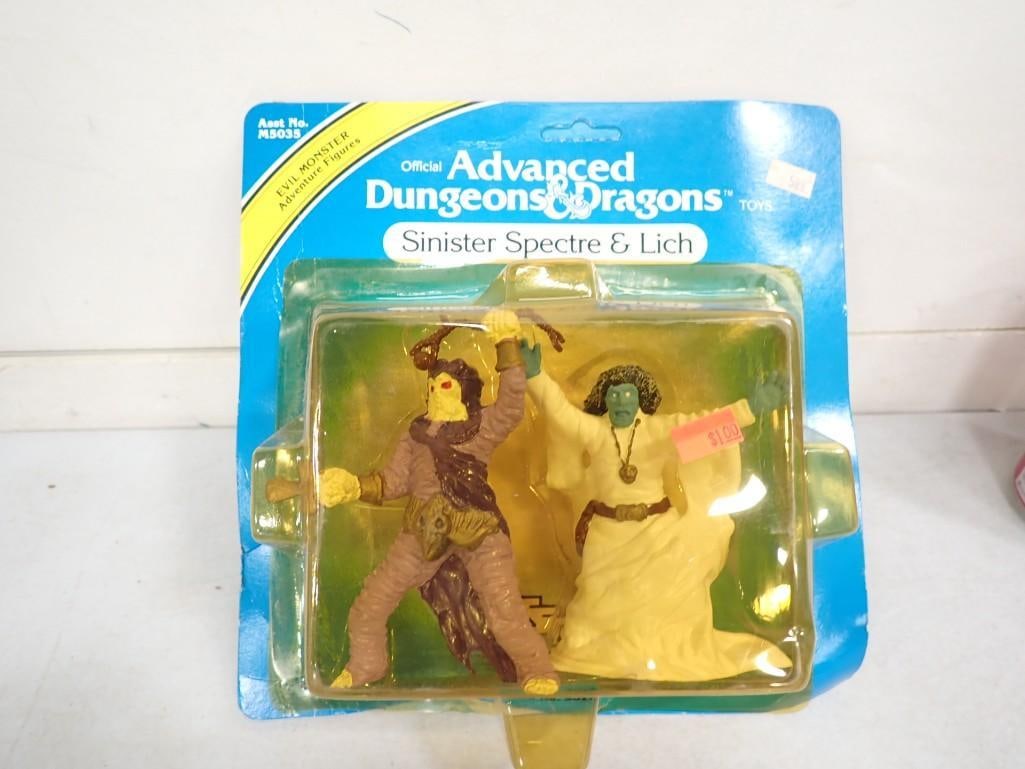 Asst No.
M5035
EVIL MONSTER
Adventure Figures
Official Advanced
Dungeons & Dragons™ TOYS
Sinister Spectre & Lich
$1.00